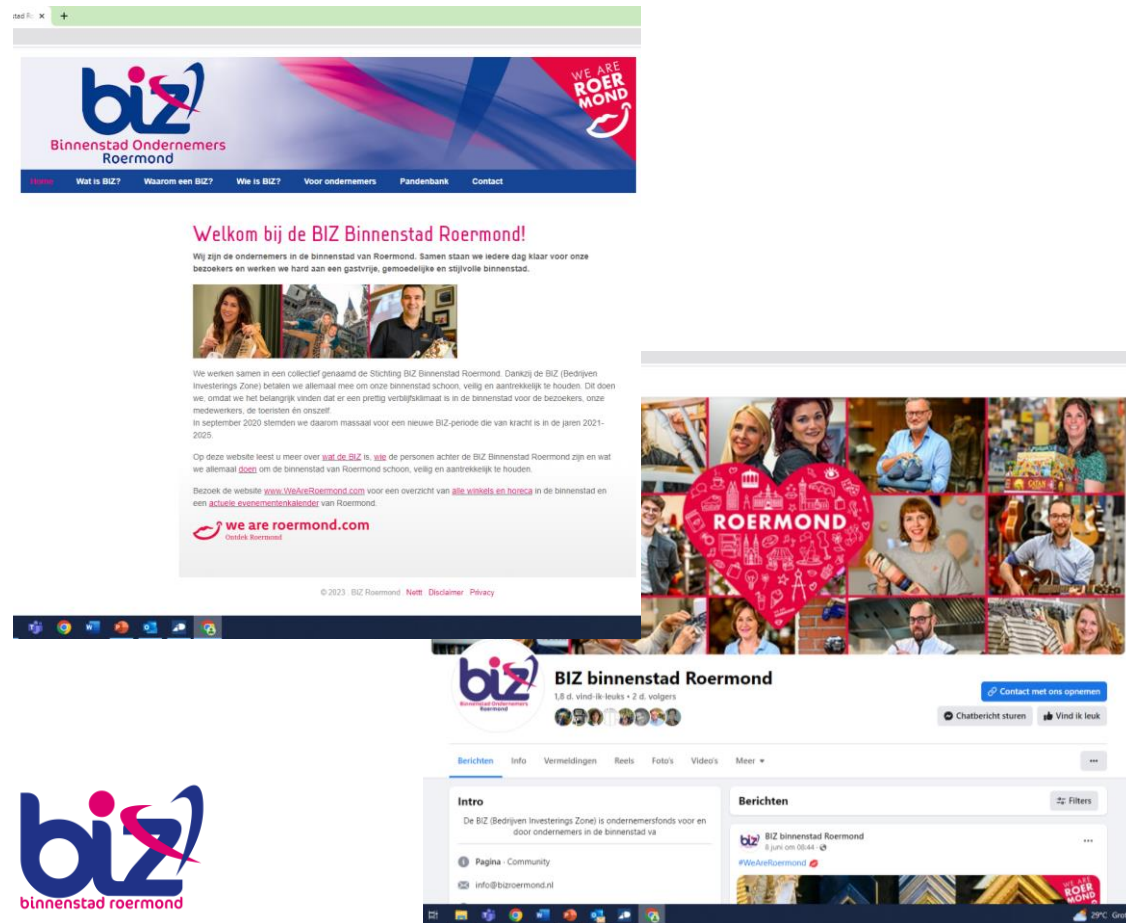 biz
Binnenstad Ondernemers
Roermond
WE ARE
ROER
MOND
Home Wat is BIZ? Waarom een BIZ? Wie is BIZ? Voor ondernemers Pandenbank Contact
Welkom bij de BIZ Binnenstad Roermond!
Wij zijn de ondernemers in de binnenstad van Roermond. Samen staan we iedere dag klaar voor onze
bezoekers en werken we hard aan een gastvrije, gemoedelijke en stijlvolle binnenstad.
We werken samen in een collectief genaamd de Stichting BIZ Binnenstad Roermond. Dankzij de BIZ (Bedrijven
Investerings Zone) betalen we allemaal mee om onze binnenstad schoon, veilig en aantrekkelijk te houden. Dit doen
we, omdat we het belangrijk vinden dat er een prettig verblijfsklimaat is in de binnenstad voor de bezoekers, onze
medewerkers, de toeristen én onszelf.
In september 2020 stemden we daarom massaal voor een nieuwe BIZ-periode die van kracht is in de jaren 2021-
2025.
Op deze website leest u meer over wat de BIZ is, wie de personen achter de BIZ Binnenstad Roermond zijn en wat
we allemaal doen om de binnenstad van Roermond schoon, veilig en aantrekkelijk te houden.
Bezoek de website www.WeAreRoermond.com voor een overzicht van alle winkels en horeca in de binnenstad en
een actuele evenementenkalender van Roermond.
we are roermond.com
Ontdek Roermond
© 2023 BIZ Roermond Nettt Disclaimer Privacy
ROERMOND
CATAN
biz
Binnenstad Ondernemers
Roermond
BIZ binnenstad Roermond
1,8 d. vind-ik-leuks • 2 d. volgers
Contact met ons opnemen
Chatbericht sturen Vind ik leuk
Berichten Info Vermeldingen Reels Foto's Video's Meer
Intro
De BIZ (Bedrijven Investerings Zone) is ondernemersfonds voor en
door ondernemers in de binnenstad va
Pagina · Community
info@bizroermond.nl
Berichten
Filters
biz
BIZ binnenstad Roermond
8 juni om 08:44
#WeAreRoermond
WE ARE
ROER
MOND
29°C
biz
binnenstad roermond